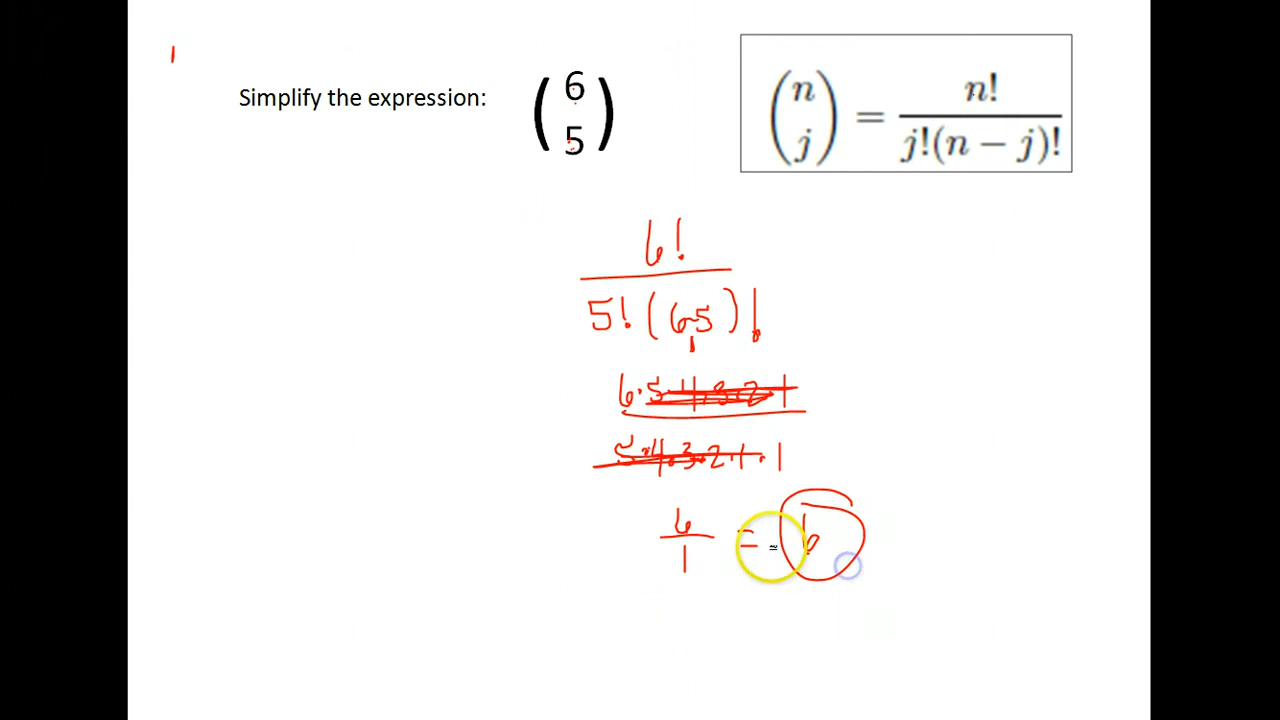 Simplify the expression:
(6
5)
(n
j) = n!
j!(n − j)!
6!
5! (6-5)!
1
6·5·4·3·2·1
5·4·3·2·1·1
6
1 = 6